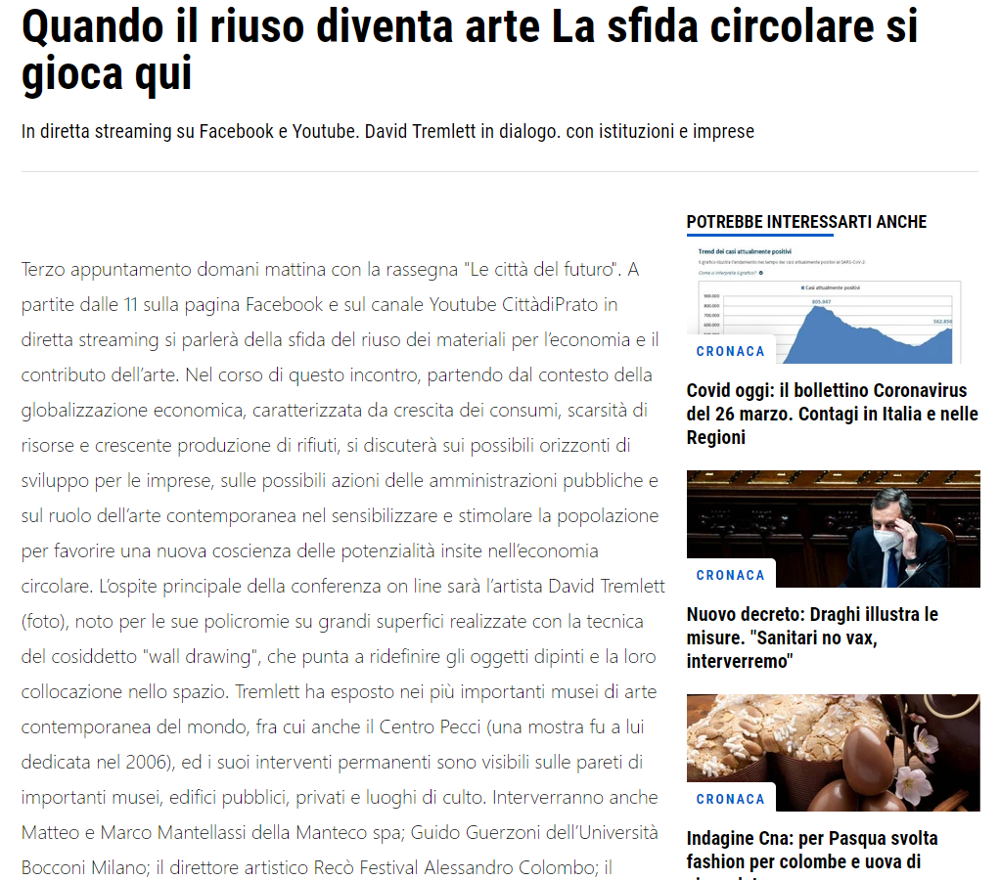 Quando il riuso diventa arte La sfida circolare si
gioca qui
In diretta streaming su Facebook e Youtube. David Tremlett in dialogo. con istituzioni e imprese
Terzo appuntamento domani mattina con la rassegna "Le città del futuro". A
partite dalle 11 sulla pagina Facebook e sul canale Youtube CittàdiPrato in
diretta streaming si parlerà della sfida del riuso dei materiali per l'economia e il
contributo dell'arte. Nel corso di questo incontro, partendo dal contesto della
globalizzazione economica, caratterizzata da crescita dei consumi, scarsità di
risorse e crescente produzione di rifiuti, si discuterà sui possibili orizzonti di
sviluppo per le imprese, sulle possibili azioni delle amministrazioni pubbliche e
sul ruolo dell'arte contemporanea nel sensibilizzare e stimolare la popolazione
per favorire una nuova coscienza delle potenzialità insite nell'economia
circolare. L'ospite principale della conferenza on line sarà l'artista David Tremlett
(foto), noto per le sue policromie su grandi superfici realizzate con la tecnica
del cosiddetto "wall drawing", che punta a ridefinire gli oggetti dipinti e la loro
collocazione nello spazio. Tremlett ha esposto nei più importanti musei di arte
contemporanea del mondo, fra cui anche il Centro Pecci (una mostra fu a lui
dedicata nel 2006), ed i suoi interventi permanenti sono visibili sulle pareti di
importanti musei, edifici pubblici, privati e luoghi di culto. Interverranno anche
Matteo e Marco Mantellassi della Manteco spa; Guido Guerzoni dell'Università
Bocconi Milano; il direttore artistico Recò Festival Alessandro Colombo; il
POTREBBE INTERESSARTI ANCHE
Trend dei casi attualmente positivi
Il grafico illustra l'andamento nel tempo dei casi attualmente positivi al SARS-CoV-2
Come si interpreta il grafico?
Casi attualmente positivi
900.000
805.947
800.000
700.000
562.856
600.000
CRONACA
Covid oggi: il bollettino Coronavirus
del 26 marzo. Contagi in Italia e nelle
Regioni
CRONACA
Nuovo decreto: Draghi illustra le
misure. "Sanitari no vax,
interverremo"
CRONACA
Indagine Cna: per Pasqua svolta
fashion per colombe e uova di